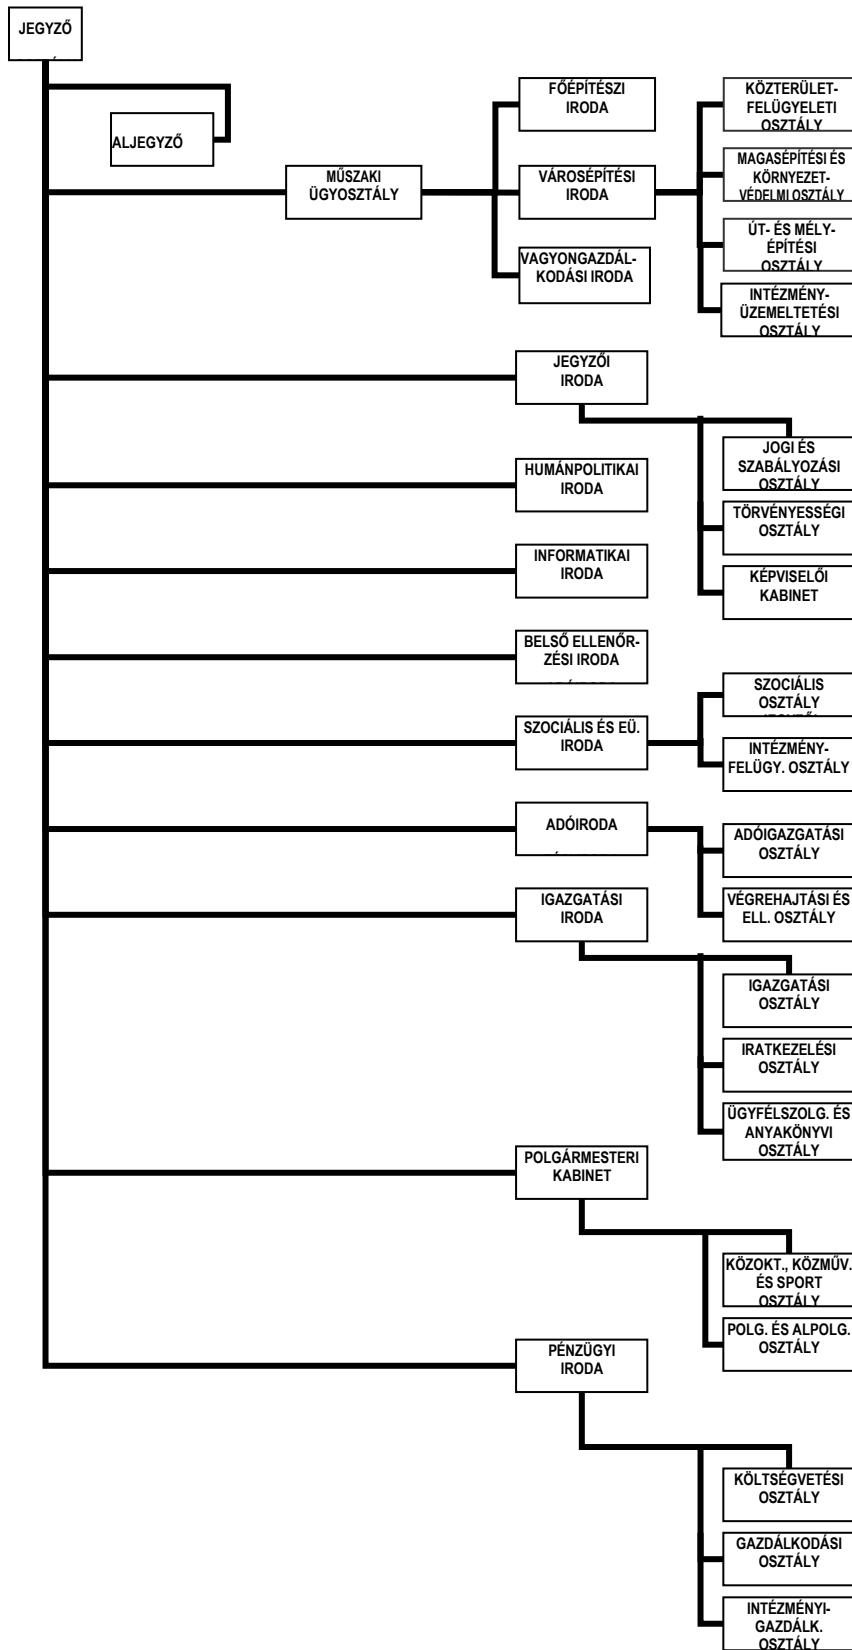 JEGYZŐ
ALJEGYZŐ
MŰSZAKI
ÜGYOSZTÁLY
FŐÉPÍTÉSZI
IRODA
VÁROSÉPÍTÉSI
IRODA
VAGYONGAZDÁL-
KODÁSI IRODA
KÖZTERÜLET-
FELÜGYELETI
OSZTÁLY
MAGASÉPÍTÉSI ÉS
KÖRNYEZET-
VÉDELMI OSZTÁLY
ÚT- ÉS MÉLY-
ÉPÍTÉSI
OSZTÁLY
INTÉZMÉNY-
ÜZEMELTETÉSI
OSZTÁLY
JEGYZŐI
IRODA
JOGI ÉS
SZABÁLYOZÁSI
OSZTÁLY
TÖRVÉNYESSÉGI
OSZTÁLY
KÉPVISELŐI
KABINET
HUMÁNPOLITIKAI
IRODA
INFORMATIKAI
IRODA
BELSŐ ELLENŐR-
ZÉSI IRODA
SZOCIÁLIS ÉS EÜ.
IRODA
SZOCIÁLIS
OSZTÁLY
INTÉZMÉNY-
FELÜGY. OSZTÁLY
ADÓIRODA
ADÓIGAZGATÁSI
OSZTÁLY
VÉGREHAJTÁSI ÉS
ELL. OSZTÁLY
IGAZGATÁSI
IRODA
IGAZGATÁSI
OSZTÁLY
IRATKEZELÉSI
OSZTÁLY
ÜGYFÉLSZOLG. ÉS
ANYAKÖNYVI
OSZTÁLY
POLGÁRMESTERI
KABINET
KÖZOKT., KÖZMŰV.
ÉS SPORT
OSZTÁLY
POLG. ÉS ALPOLG.
OSZTÁLY
PÉNZÜGYI
IRODA
KÖLTSÉGVETÉSI
OSZTÁLY
GAZDÁLKODÁSI
OSZTÁLY
INTÉZMÉNYI-
GAZDÁLK.
OSZTÁLY